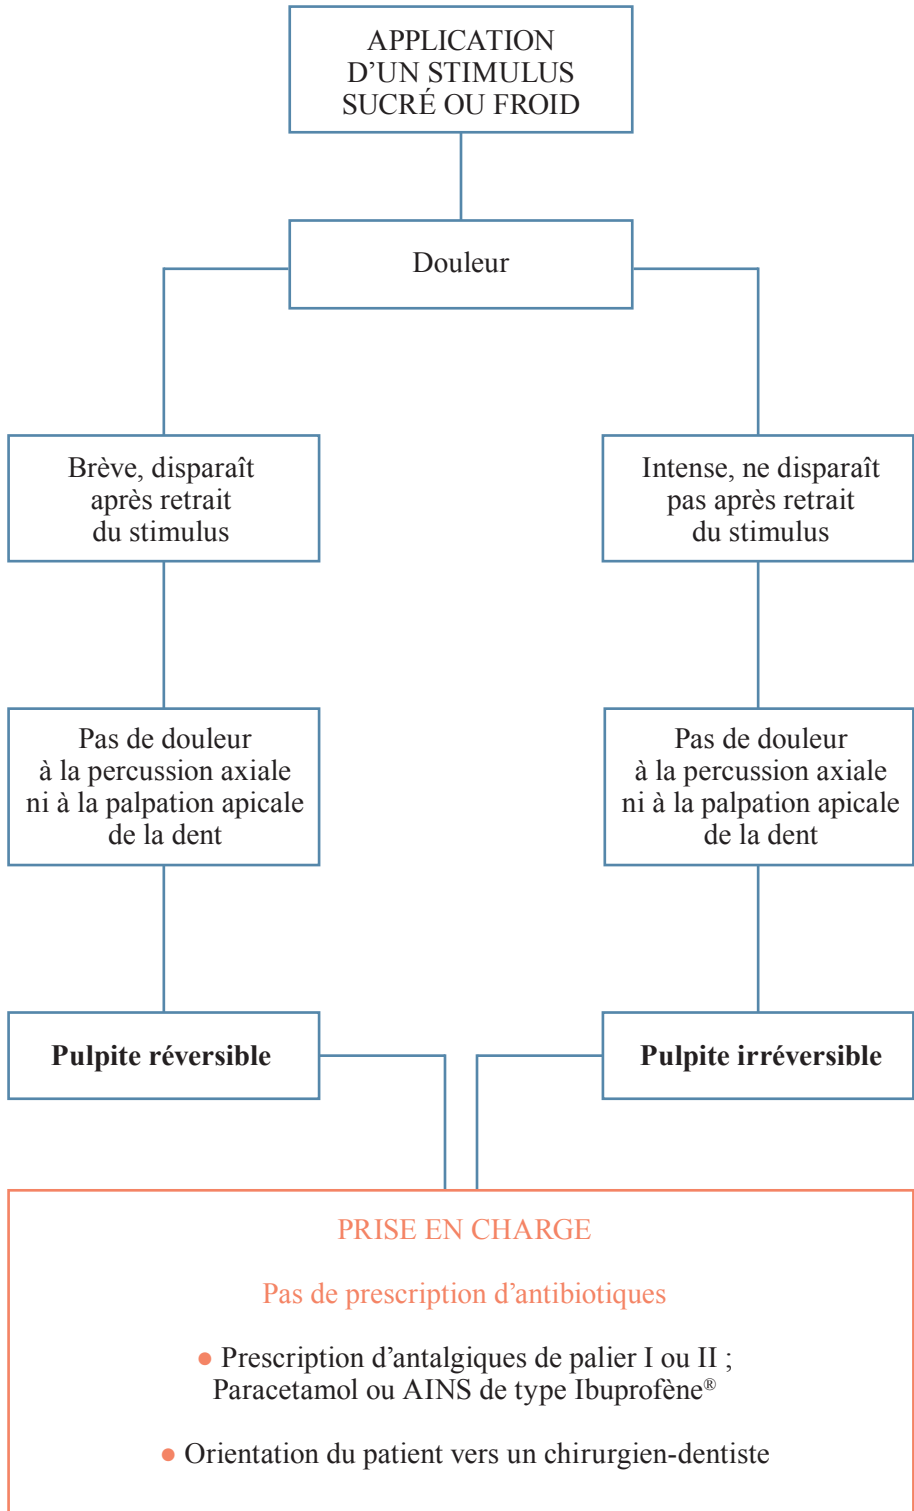 APPLICATION
D'UN STIMULUS
SUCRÉ OU FROID
Douleur
Brève, disparaît
après retrait
du stimulus
Intense, ne disparaît
pas après retrait
du stimulus
Pas de douleur
à la percussion axiale
ni à la palpation apicale
de la dent
Pas de douleur
à la percussion axiale
ni à la palpation apicale
de la dent
Pulpite réversible
Pulpite irréversible
PRISE EN CHARGE
Pas de prescription d'antibiotiques
● Prescription d'antalgiques de palier I ou II ;
Paracetamol ou AINS de type Ibuprofène®
● Orientation du patient vers un chirurgien-dentiste